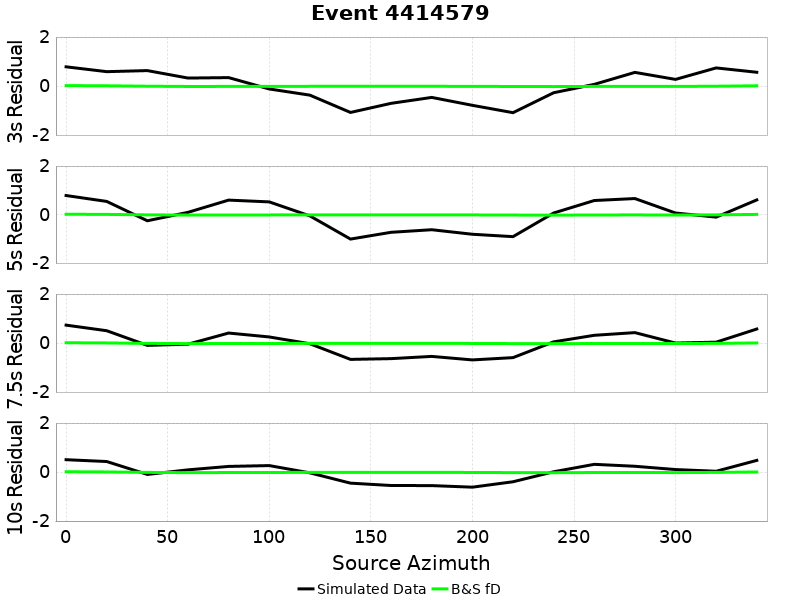 Event 4414579
2
0
-2
3s Residual
2
0
-2
5s Residual
2
0
-2
7.5s Residual
2
0
-2
10s Residual
0 50 100 150 200 250 300
Source Azimuth
Simulated Data B&S fD